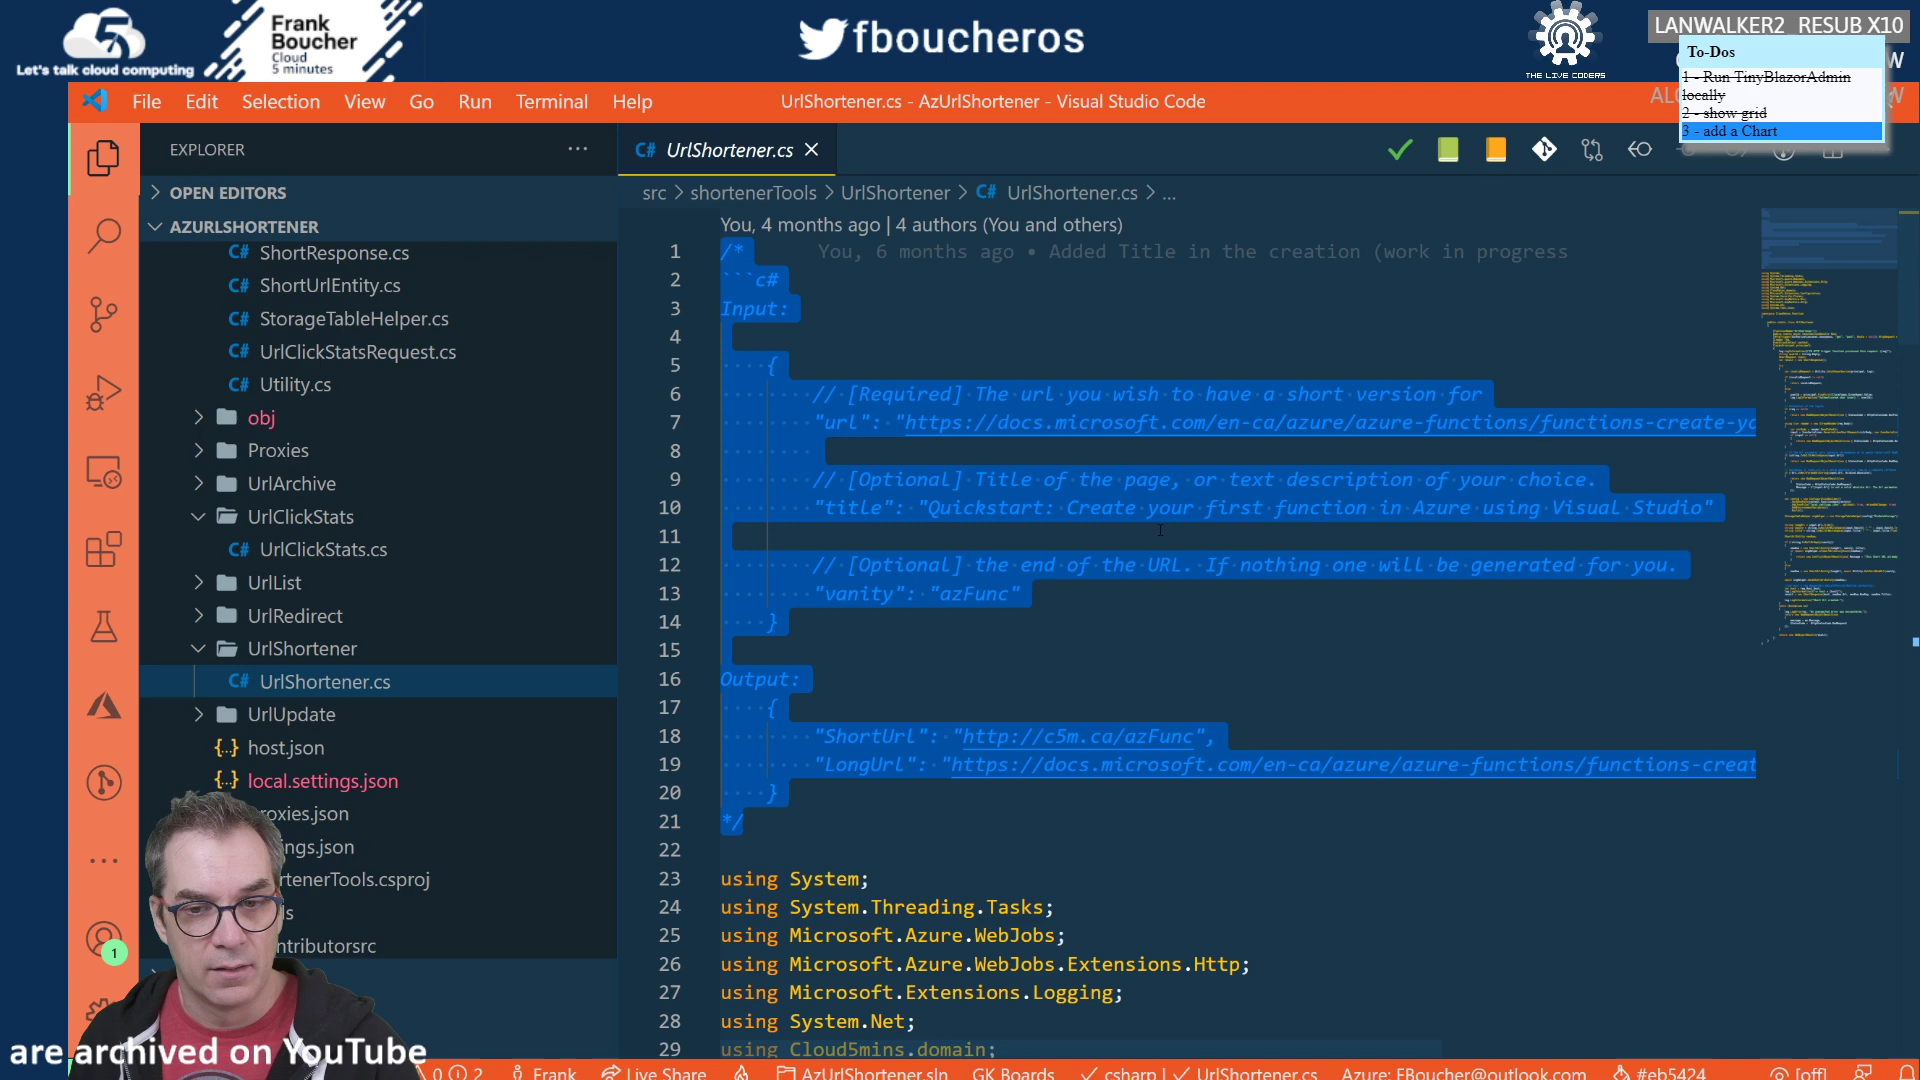 5
Let's talk cloud computing
Frank
Boucher
Cloud
5 minutes
fboucheros
THE LIVE CODERS
LANWALKER2 RESUB X10
To-Dos
1 - Run TinyBlazorAdmin
locally
2 - show grid
3 - add a Chart
File Edit Selection View Go Run Terminal Help
UrlShortener.cs - AzUrlShortener - Visual Studio Code
EXPLORER
OPEN EDITORS
AZURLSHORTENER
C# ShortResponse.cs
C# ShortUrlEntity.cs
C# StorageTableHelper.cs
C# UrlClickStatsRequest.cs
C# Utility.cs
obj
Proxies
UrlArchive
UrlClickStats
C# UrlClickStats.cs
UrlList
UrlRedirect
UrlShortener
C# UrlShortener.cs
UrlUpdate
{..} host.json
{..} local.settings.json
roxies.json
ngs.json
rtenerTools.csproj
ls
ntributorsrc
1
C# UrlShortener.cs
src > shortenerTools > UrlShortener > C# UrlShortener.cs > ...
You, 4 months ago | 4 authors (You and others)
1 /* You, 6 months ago • Added Title in the creation (work in progress
2 ```c#
3 Input:
4
5 {
6 // [Required] The url you wish to have a short version for
7 "url": "https://docs.microsoft.com/en-ca/azure/azure-functions/functions-create-yo
8
9 // [Optional] Title of the page, or text description of your choice.
10 "title": "Quickstart: Create your first function in Azure using Visual Studio"
11
12 // [Optional] the end of the URL. If nothing one will be generated for you.
13 "vanity": "azFunc"
14 }
15
16 Output:
17 {
18 "ShortUrl": "http://c5m.ca/azFunc",
19 "LongUrl": "https://docs.microsoft.com/en-ca/azure/azure-functions/functions-creat
20 }
21 */
22
23 using System;
24 using System.Threading.Tasks;
25 using Microsoft.Azure.WebJobs;
26 using Microsoft.Azure.WebJobs.Extensions.Http;
27 using Microsoft.Extensions.Logging;
28 using System.Net;
29 using Cloud5mins.domain;
are archived on YouTube
0 2 Frank Live Share AzUrlShortener.sln GK Boards csharp | UrlShortener.cs Azure: FBoucher@outlook.com #eb5424 [off]